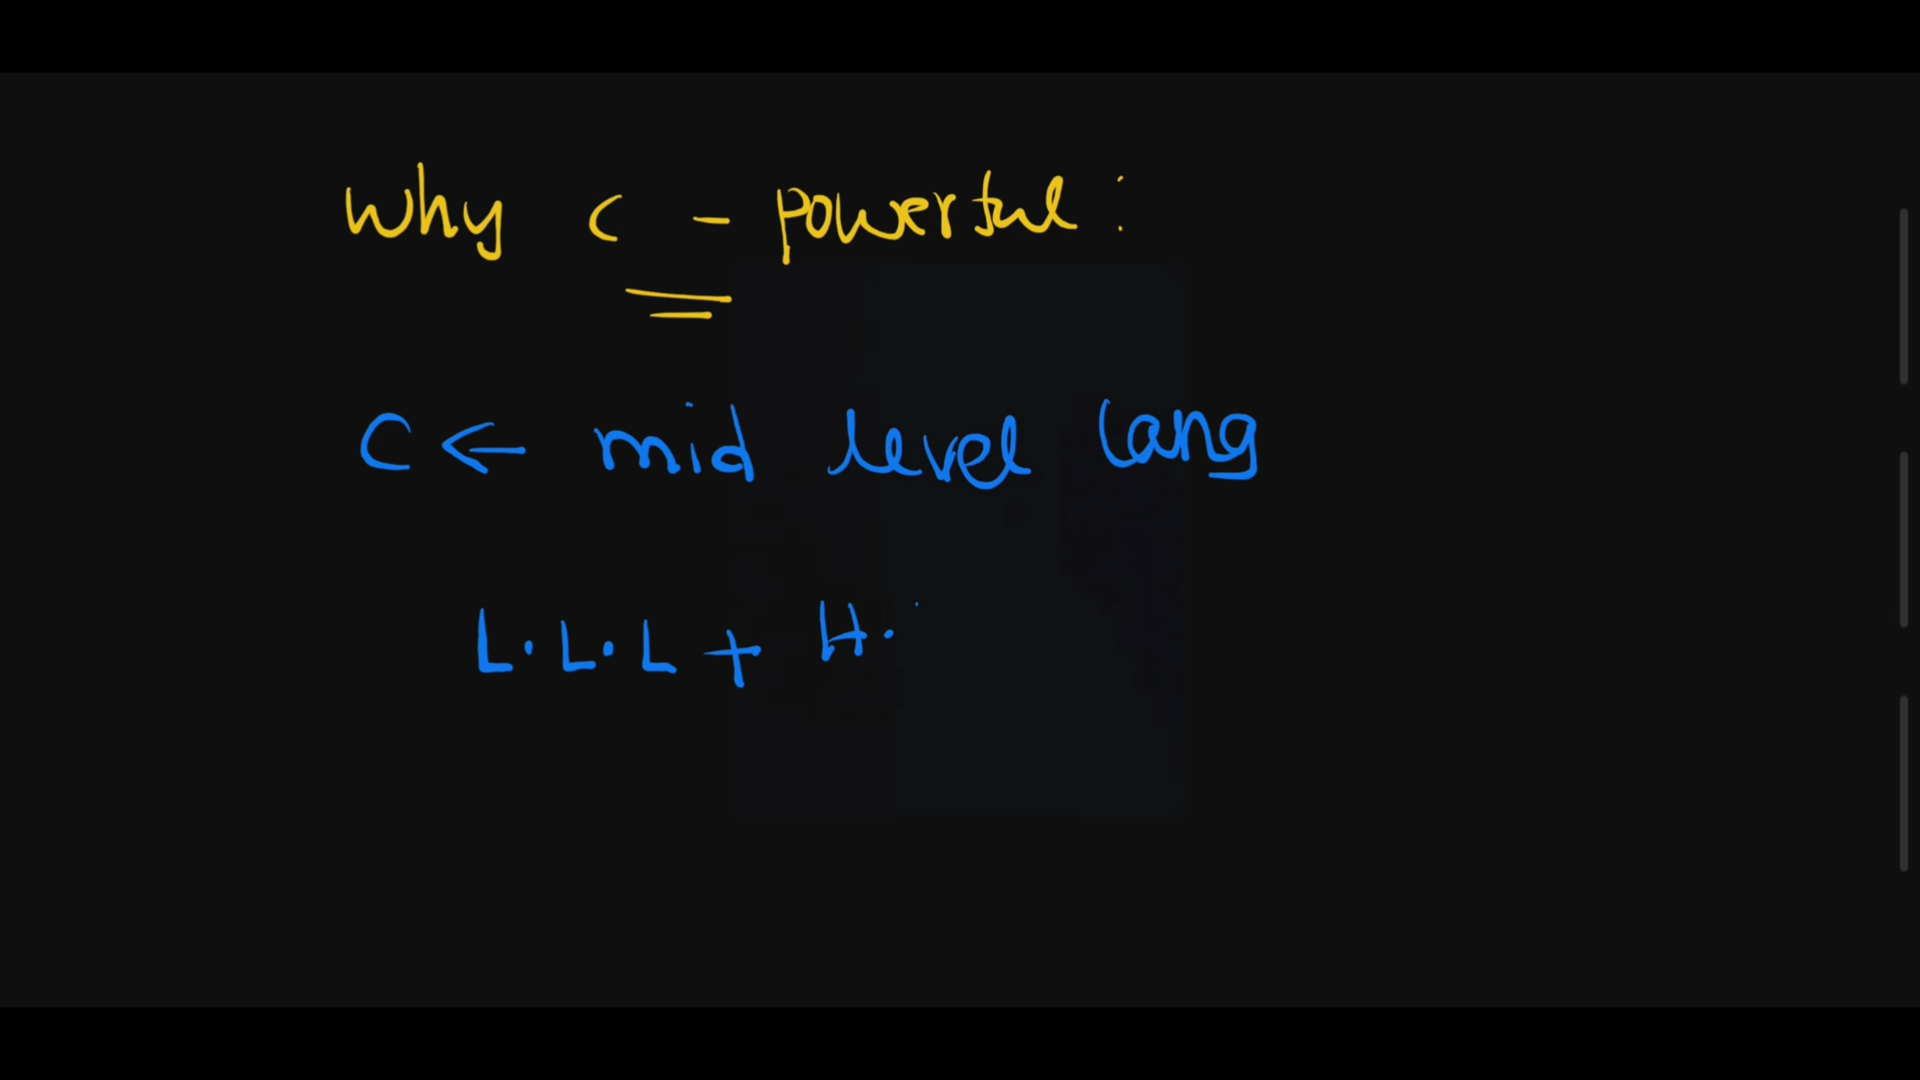 Why C - powerful :
C ← mid level lang
L.L.L + H.